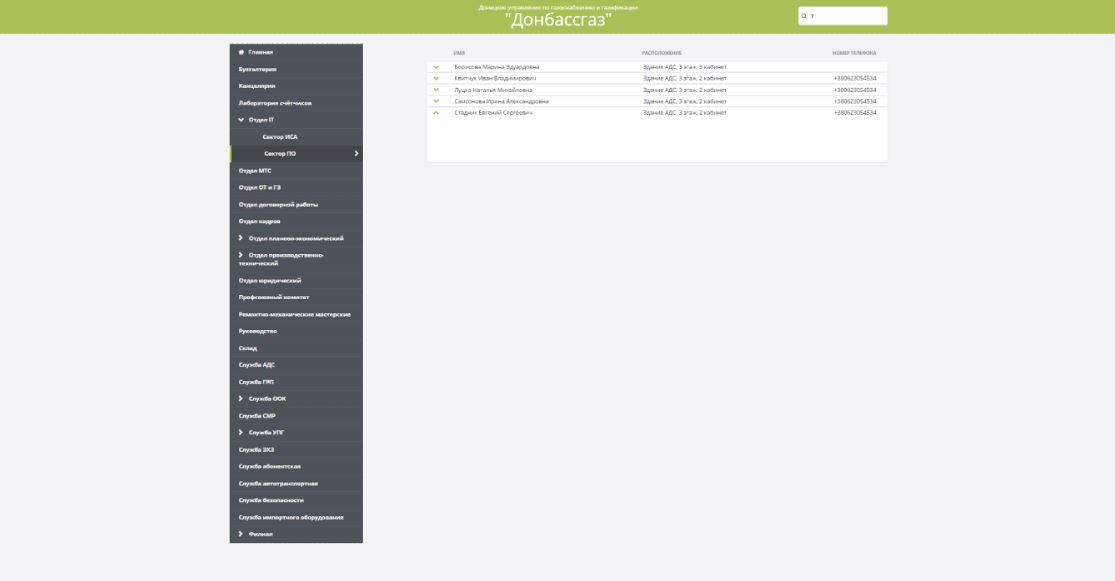 Донецкое управление по газоснабжению и газификации
"Донбассгаз"
Главная
Бухгалтерия
Канцелярия
Лаборатория счётчиков
Отдел IT
Сектор ИСА
Сектор ПО
Отдел МТС
Отдел ОТ и ГЗ
Отдел договорной работы
Отдел кадров
Отдел планово-экономический
Отдел производственно-
технический
Отдел юридический
Профсоюзный комитет
Ремонтно-механические мастерские
Руководство
Склад
Служба АДС
Служба ГРП
Служба ООК
Служба СМР
Служба УПГ
Служба ЭХЗ
Служба абонентская
Служба автотранспортная
Служба безопасности
Служба импортного оборудования
Филиал
ИМЯ РАСПОЛОЖЕНИЕ НОМЕР ТЕЛЕФОНА
Борисова Марина Эдуардовна Здание АДС, 3 этаж, 3 кабинет
Квитчук Иван Владимирович Здание АДС, 3 этаж, 2 кабинет +380623054534
Луцко Наталья Михайловна Здание АДС, 3 этаж, 2 кабинет +380623054534
Самсонова Ирина Александровна Здание АДС, 3 этаж, 2 кабинет +380623054534
Стадник Евгений Сергеевич Здание АДС, 3 этаж, 2 кабинет +380623054534